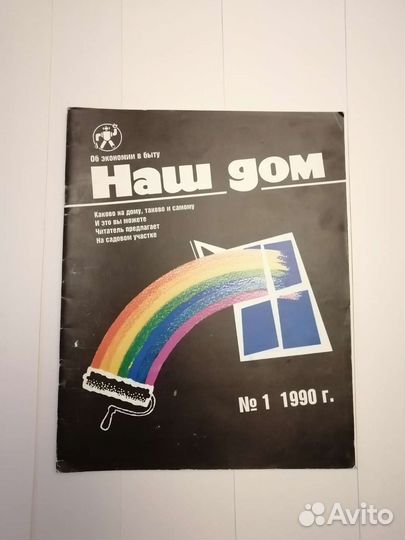 Об экономии в быту
Наш дом
Каково на дому, таково и самому
И это вы можете
Читатель предлагает
На садовом участке
№ 1 1990 г.
Avito